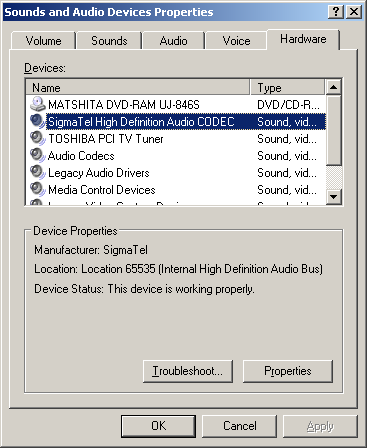 Sounds and Audio Devices Properties
Volume Sounds Audio Voice Hardware
Devices:
Name Type
MATSHITA DVD-RAM UJ-846S DVD/CD-R...
SigmaTel High Definition Audio CODEC Sound, vid...
TOSHIBA PCI TV Tuner Sound, vid...
Audio Codecs Sound, vid...
Legacy Audio Drivers Sound, vid...
Media Control Devices Sound, vid...
Device Properties
Manufacturer: SigmaTel
Location: Location 65535 (Internal High Definition Audio Bus)
Device Status: This device is working properly.
Troubleshoot... Properties
OK Cancel Apply